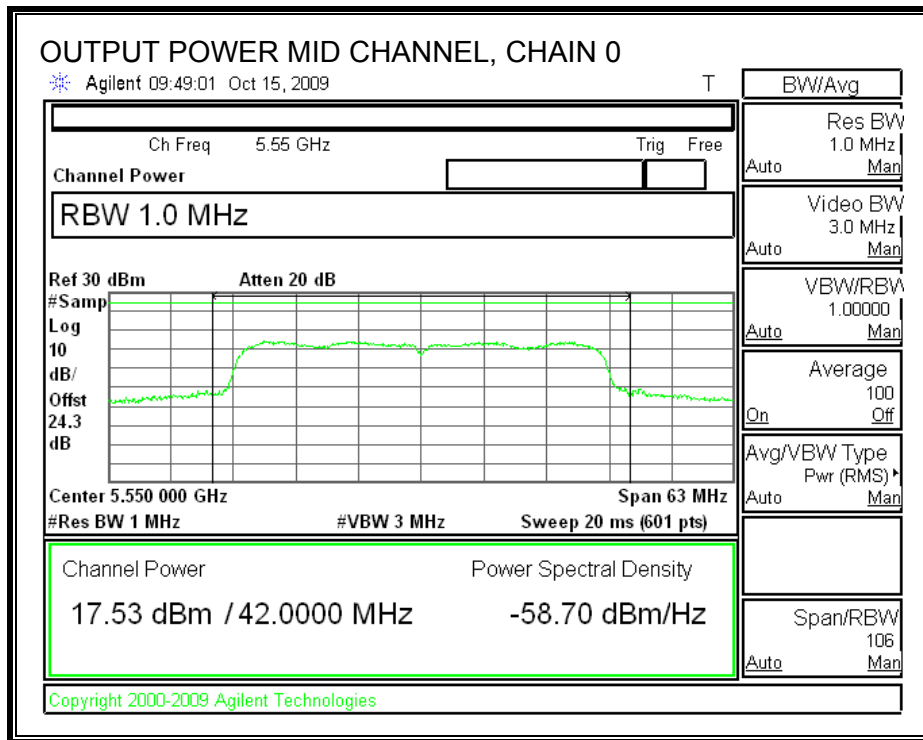 OUTPUT POWER MID CHANNEL, CHAIN 0
Agilent 09:49:01 Oct 15, 2009 T
Ch Freq 5.55 GHz Trig Free
Channel Power
RBW 1.0 MHz
Ref 30 dBm Atten 20 dB
#Samp
Log
10
dB/
Offst
24.3
dB
Center 5.550 000 GHz Span 63 MHz
#Res BW 1 MHz #VBW 3 MHz Sweep 20 ms (601 pts)
Channel Power Power Spectral Density
17.53 dBm / 42.0000 MHz -58.70 dBm/Hz
Copyright 2000-2009 Agilent Technologies
BW/Avg
Res BW
1.0 MHz
Auto Man
Video BW
3.0 MHz
Auto Man
VBW/RBW
1.00000
Auto Man
Average
100
On Off
Avg/VBW Type
Pwr (RMS)
Auto Man
Span/RBW
106
Auto Man